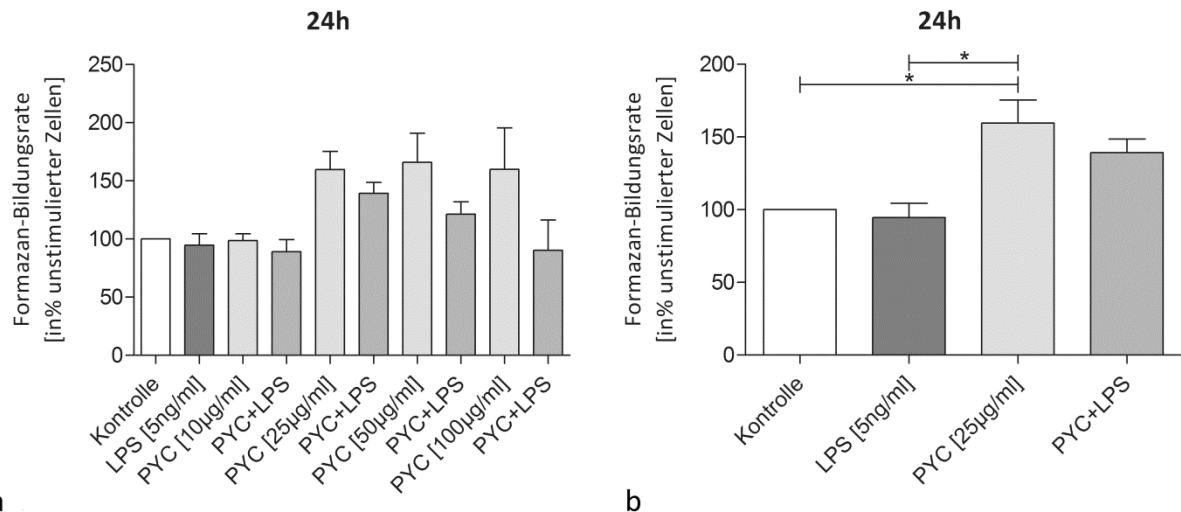 24h
Formazan-Bildungsrate
[in% unstimulierter Zellen]
250
200
150
100
50
0
Kontrolle
LPS [5ng/ml]
PYC [10µg/ml]
PYC+LPS
PYC [25µg/ml]
PYC+LPS
PYC [50µg/ml]
PYC+LPS
PYC [100µg/ml]
PYC+LPS
24h
Formazan-Bildungsrate
[in% unstimulierter Zellen]
200
150
100
50
0
*
*
Kontrolle
LPS [5ng/ml]
PYC [25µg/ml]
PYC+LPS
b